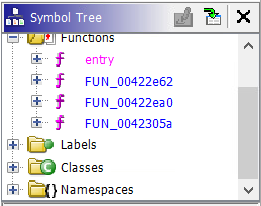 Symbol Tree
Functions
f entry
f FUN_00422e62
f FUN_00422ea0
f FUN_0042305a
Labels
C Classes
{} Namespaces